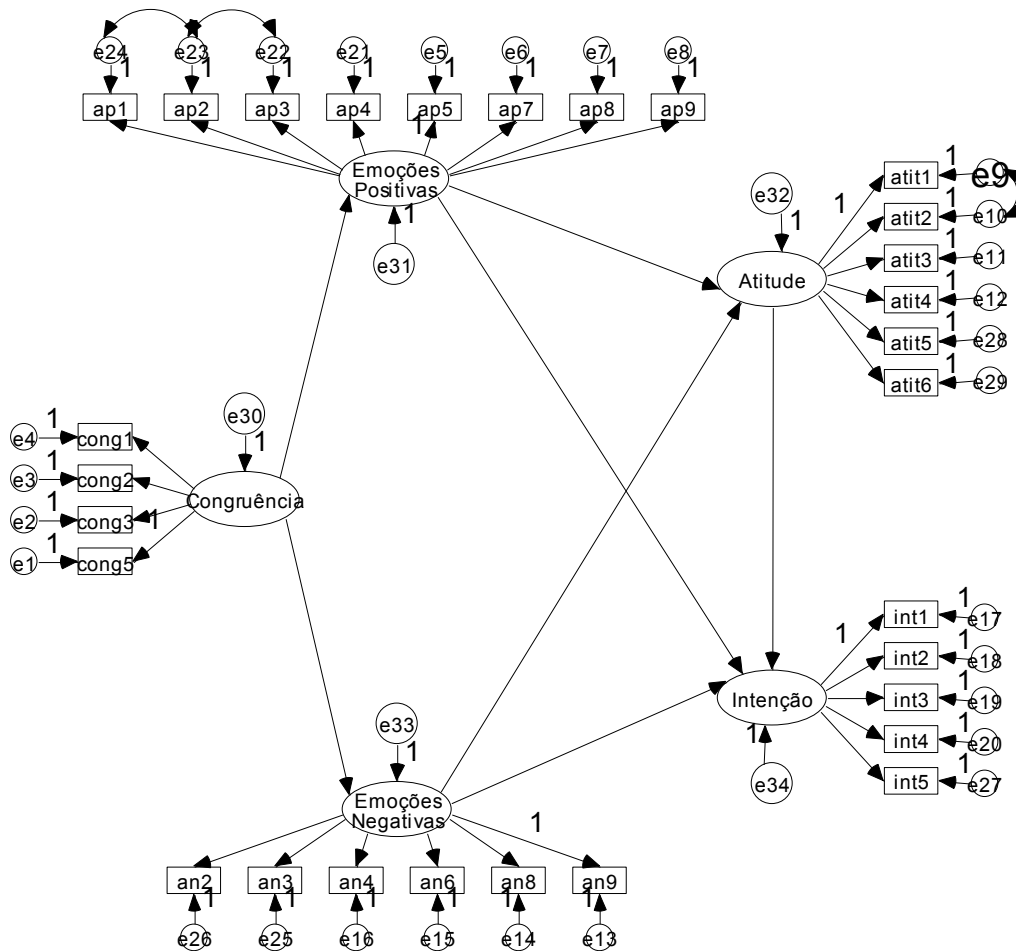 e24 e23 e22 e21 e5 e6 e7 e8
1 1 1 1 1 1 1 1
ap1 ap2 ap3 ap4 ap5 ap7 ap8 ap9
1
Emoções
Positivas
1
e31
e32
1
Atitude
1
atit1 1 e9
atit2 1 e10
atit3 1 e11
atit4 1 e12
atit5 1 e28
atit6 1 e29
e30
1
Congruência
e4 1 cong1
e3 1 cong2
e2 1 cong3 1
e1 1 cong5
1
int1 1 e17
int2 1 e18
int3 1 e19
int4 1 e20
int5 1 e27
Intenção
1
e34
e33
1
Emoções
Negativas
1
an2 an3 an4 an6 an8 an9
1 1 1 1 1 1
e26 e25 e16 e15 e14 e13